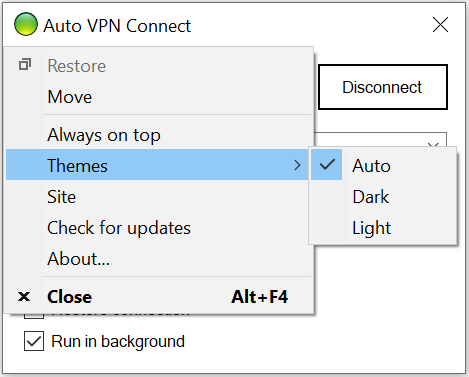 Auto VPN Connect
Restore
Move
Disconnect
Always on top
Themes
Auto
Site
Dark
Check for updates
Light
About...
Close Alt+F4
Run in background